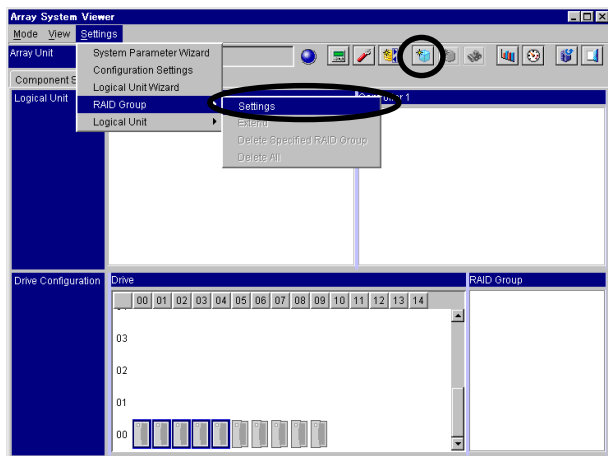 Array System Viewer
Mode View Settings
Array Unit
System Parameter Wizard
Configuration Settings
Logical Unit Wizard
RAID Group
Logical Unit
Settings
Extend
Delete Specified RAID Group
Delete All
Component S
Logical Unit
Controller 1
Drive Configuration
Drive
RAID Group
00 01 02 03 04 05 06 07 08 09 10 11 12 13 14
03
02
01
00